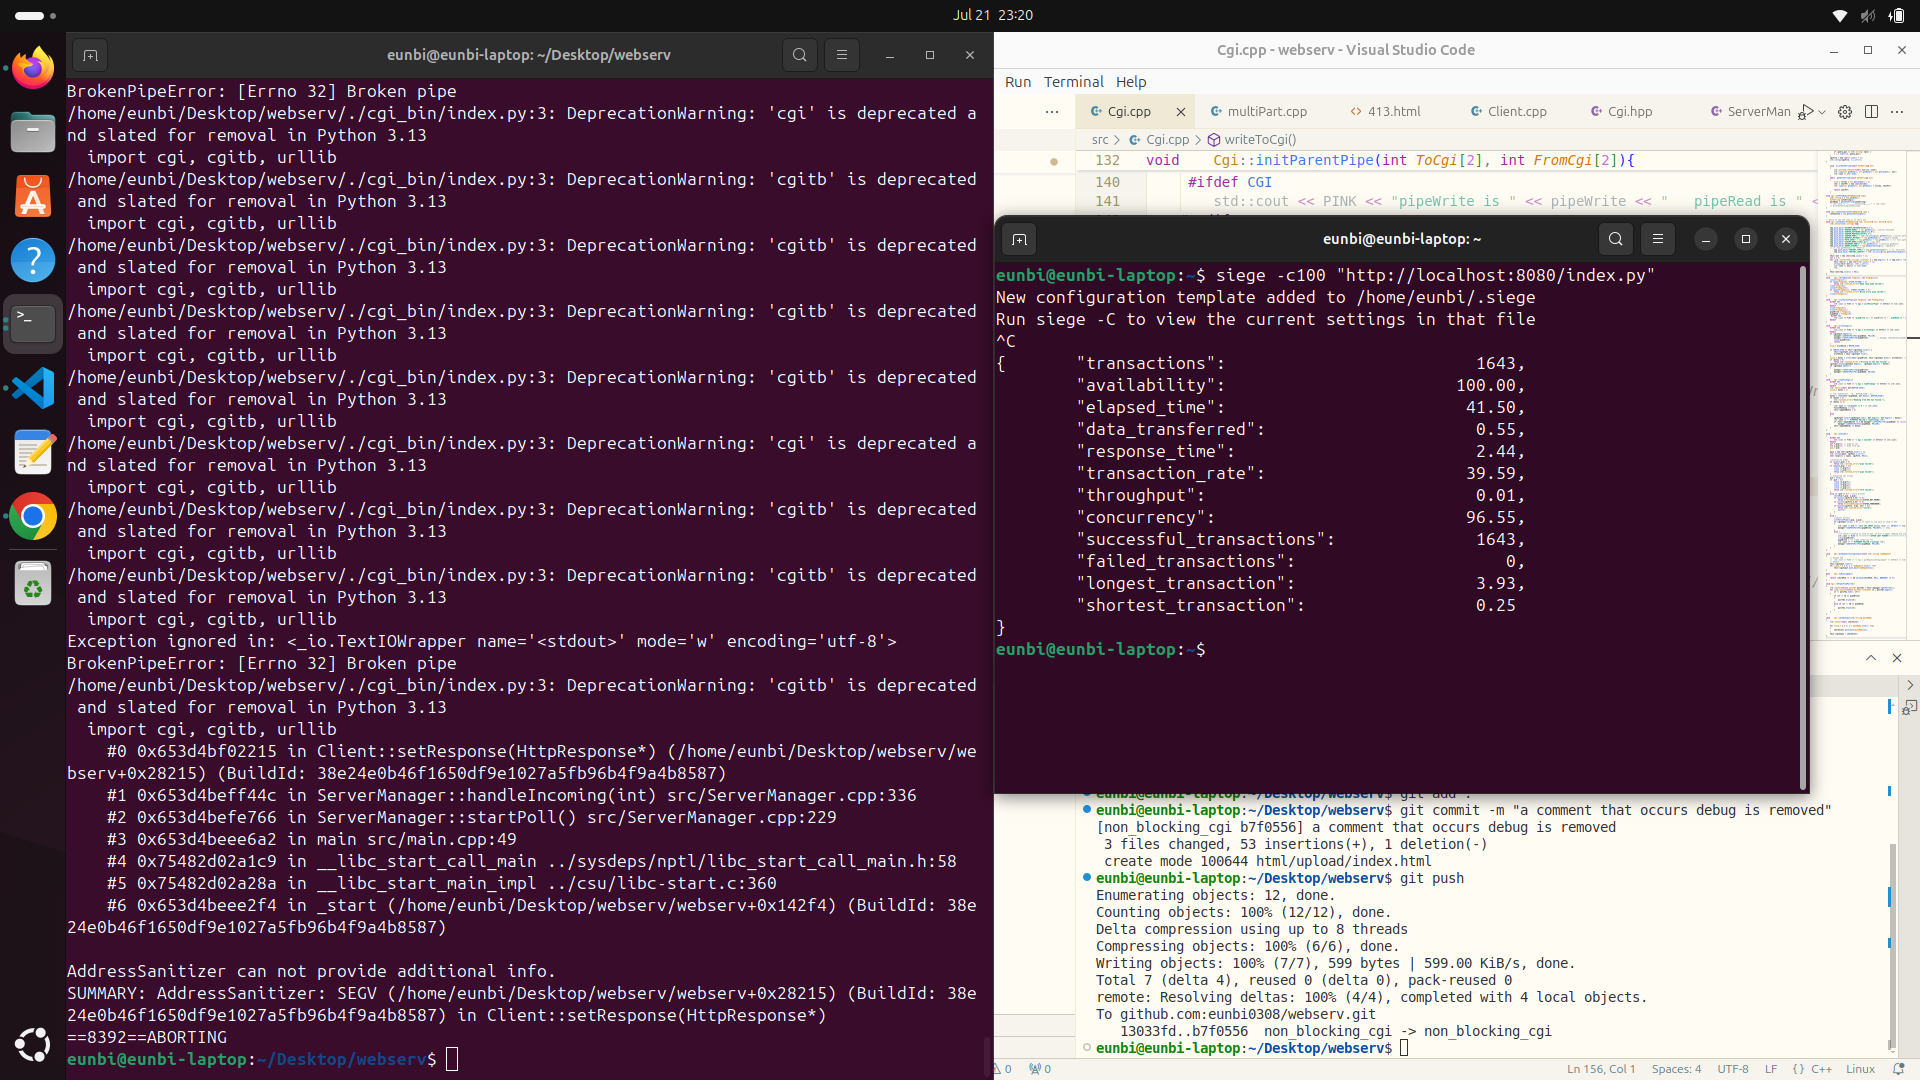 Jul 21 23:20
eunbi@eunbi-laptop: ~/Desktop/webserv
BrokenPipeError: [Errno 32] Broken pipe
/home/eunbi/Desktop/webserv/./cgi_bin/index.py:3: DeprecationWarning: 'cgi' is deprecated a
nd slated for removal in Python 3.13
import cgi, cgitb, urllib
/home/eunbi/Desktop/webserv/./cgi_bin/index.py:3: DeprecationWarning: 'cgitb' is deprecated
and slated for removal in Python 3.13
import cgi, cgitb, urllib
/home/eunbi/Desktop/webserv/./cgi_bin/index.py:3: DeprecationWarning: 'cgitb' is deprecated
and slated for removal in Python 3.13
import cgi, cgitb, urllib
/home/eunbi/Desktop/webserv/./cgi_bin/index.py:3: DeprecationWarning: 'cgitb' is deprecated
and slated for removal in Python 3.13
import cgi, cgitb, urllib
/home/eunbi/Desktop/webserv/./cgi_bin/index.py:3: DeprecationWarning: 'cgitb' is deprecated
and slated for removal in Python 3.13
import cgi, cgitb, urllib
/home/eunbi/Desktop/webserv/./cgi_bin/index.py:3: DeprecationWarning: 'cgi' is deprecated a
nd slated for removal in Python 3.13
import cgi, cgitb, urllib
/home/eunbi/Desktop/webserv/./cgi_bin/index.py:3: DeprecationWarning: 'cgitb' is deprecated
and slated for removal in Python 3.13
import cgi, cgitb, urllib
/home/eunbi/Desktop/webserv/./cgi_bin/index.py:3: DeprecationWarning: 'cgitb' is deprecated
and slated for removal in Python 3.13
import cgi, cgitb, urllib
Exception ignored in: <_io.TextIOWrapper name='<stdout>' mode='w' encoding='utf-8'>
BrokenPipeError: [Errno 32] Broken pipe
/home/eunbi/Desktop/webserv/./cgi_bin/index.py:3: DeprecationWarning: 'cgitb' is deprecated
and slated for removal in Python 3.13
import cgi, cgitb, urllib
#0 0x653d4bf02215 in Client::setResponse(HttpResponse*) (/home/eunbi/Desktop/webserv/we
bserv+0x28215) (BuildId: 38e24e0b46f1650df9e1027a5fb96b4f9a4b8587)
#1 0x653d4beff44c in ServerManager::handleIncoming(int) src/ServerManager.cpp:336
#2 0x653d4befe766 in ServerManager::startPoll() src/ServerManager.cpp:229
#3 0x653d4beee6a2 in main src/main.cpp:49
#4 0x75482d02a1c9 in __libc_start_call_main ../sysdeps/nptl/libc_start_call_main.h:58
#5 0x75482d02a28a in __libc_start_main_impl ../csu/libc-start.c:360
#6 0x653d4beee2f4 in _start (/home/eunbi/Desktop/webserv/webserv+0x142f4) (BuildId: 38e
24e0b46f1650df9e1027a5fb96b4f9a4b8587)
AddressSanitizer can not provide additional info.
SUMMARY: AddressSanitizer: SEGV (/home/eunbi/Desktop/webserv/webserv+0x28215) (BuildId: 38e
24e0b46f1650df9e1027a5fb96b4f9a4b8587) in Client::setResponse(HttpResponse*)
==8392==ABORTING
eunbi@eunbi-laptop:~/Desktop/webserv$
Cgi.cpp - webserv - Visual Studio Code
Run Terminal Help
Cgi.cpp multiPart.cpp 413.html Client.cpp Cgi.hpp ServerMan
src > Cgi.cpp > writeToCgi()
132 void Cgi::initParentPipe(int ToCgi[2], int FromCgi[2]){
140 #ifdef CGI
141 std::cout << PINK << "pipeWrite is " << pipeWrite << " pipeRead is " <
eunbi@eunbi-laptop: ~
eunbi@eunbi-laptop:~$ siege -c100 "http://localhost:8080/index.py"
New configuration template added to /home/eunbi/.siege
Run siege -C to view the current settings in that file
^C
{ "transactions": 1643,
"availability": 100.00,
"elapsed_time": 41.50,
"data_transferred": 0.55,
"response_time": 2.44,
"transaction_rate": 39.59,
"throughput": 0.01,
"concurrency": 96.55,
"successful_transactions": 1643,
"failed_transactions": 0,
"longest_transaction": 3.93,
"shortest_transaction": 0.25
}
eunbi@eunbi-laptop:~$
eunbi@eunbi-laptop:~/Desktop/webserv$ git add .
eunbi@eunbi-laptop:~/Desktop/webserv$ git commit -m "a comment that occurs debug is removed"
[non_blocking_cgi b7f0556] a comment that occurs debug is removed
3 files changed, 53 insertions(+), 1 deletion(-)
create mode 100644 html/upload/index.html
eunbi@eunbi-laptop:~/Desktop/webserv$ git push
Enumerating objects: 12, done.
Counting objects: 100% (12/12), done.
Delta compression using up to 8 threads
Compressing objects: 100% (6/6), done.
Writing objects: 100% (7/7), 599 bytes | 599.00 KiB/s, done.
Total 7 (delta 4), reused 0 (delta 0), pack-reused 0
remote: Resolving deltas: 100% (4/4), completed with 4 local objects.
To github.com:eunbi0308/webserv.git
13033fd..b7f0556 non_blocking_cgi -> non_blocking_cgi
eunbi@eunbi-laptop:~/Desktop/webserv$
0 0 Ln 156, Col 1 Spaces: 4 UTF-8 LF {} C++ Linux